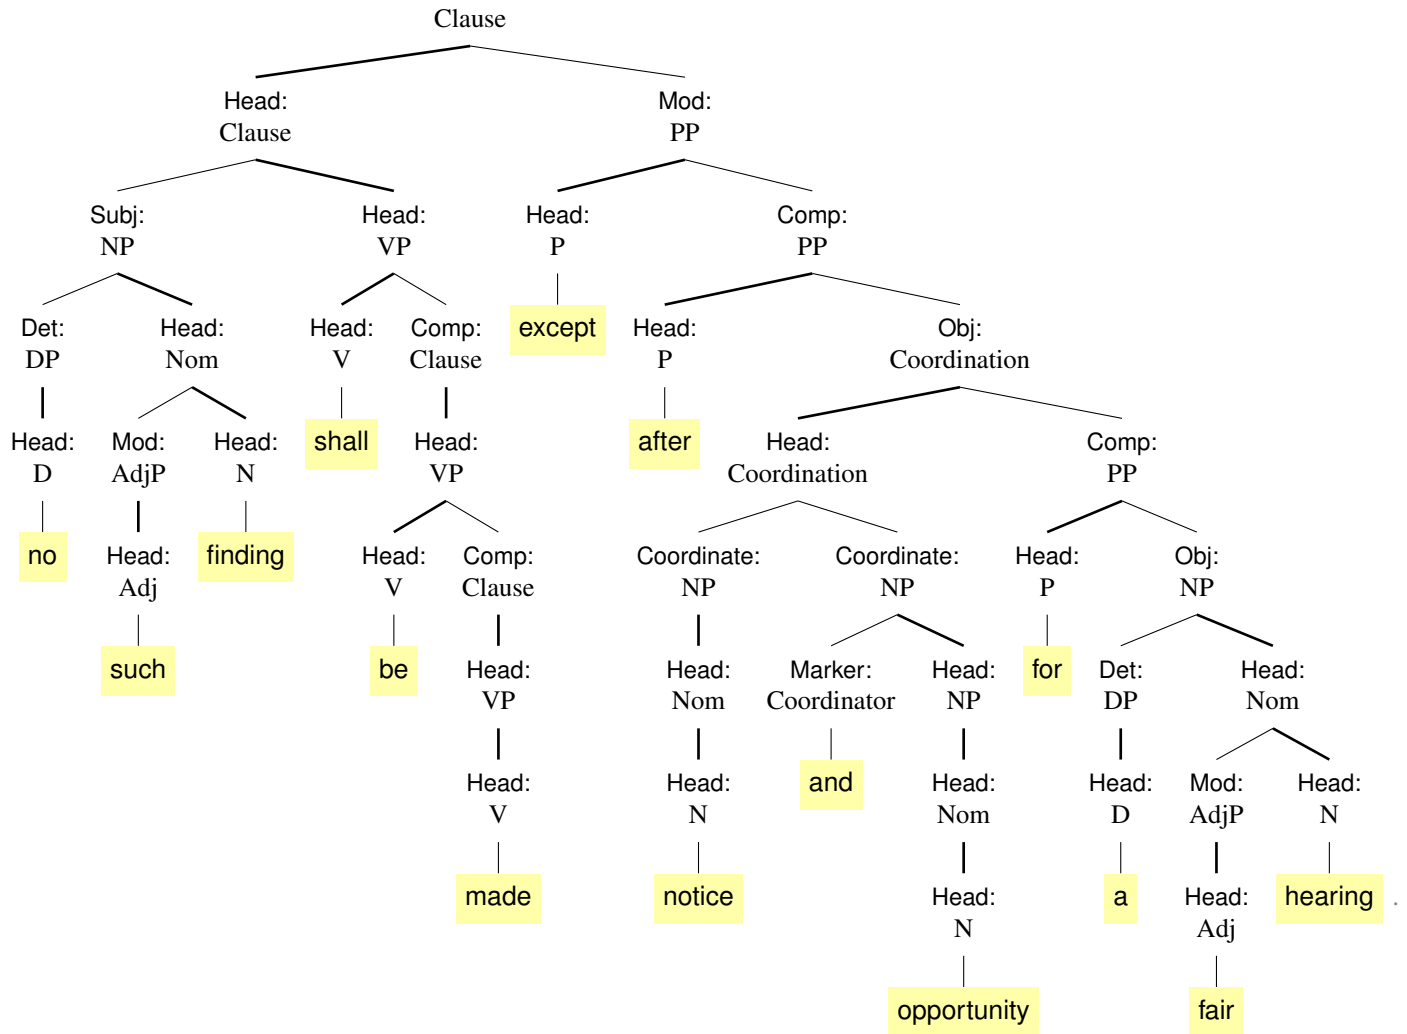 Clause
Head: Mod:
Clause PP
Subj: Head: Head: Comp:
NP VP P PP
except
Det: Head: Head: Comp: Head: Obj:
DP Nom V Clause P Coordination
shall after
Head: Mod: Head: Head: Head: Comp:
D AdjP N VP Coordination PP
no finding
Head: Head: Comp: Coordinate: Coordinate: Head: Obj:
Adj V Clause NP NP P NP
such be for
Head: Head: Marker: Head: Det: Head:
VP Nom Coordinator NP DP Nom
and
Head: Head: Head: Head: Mod: Head:
V N Nom D AdjP N
made notice a hearing .
Head: Head:
N Adj
opportunity fair